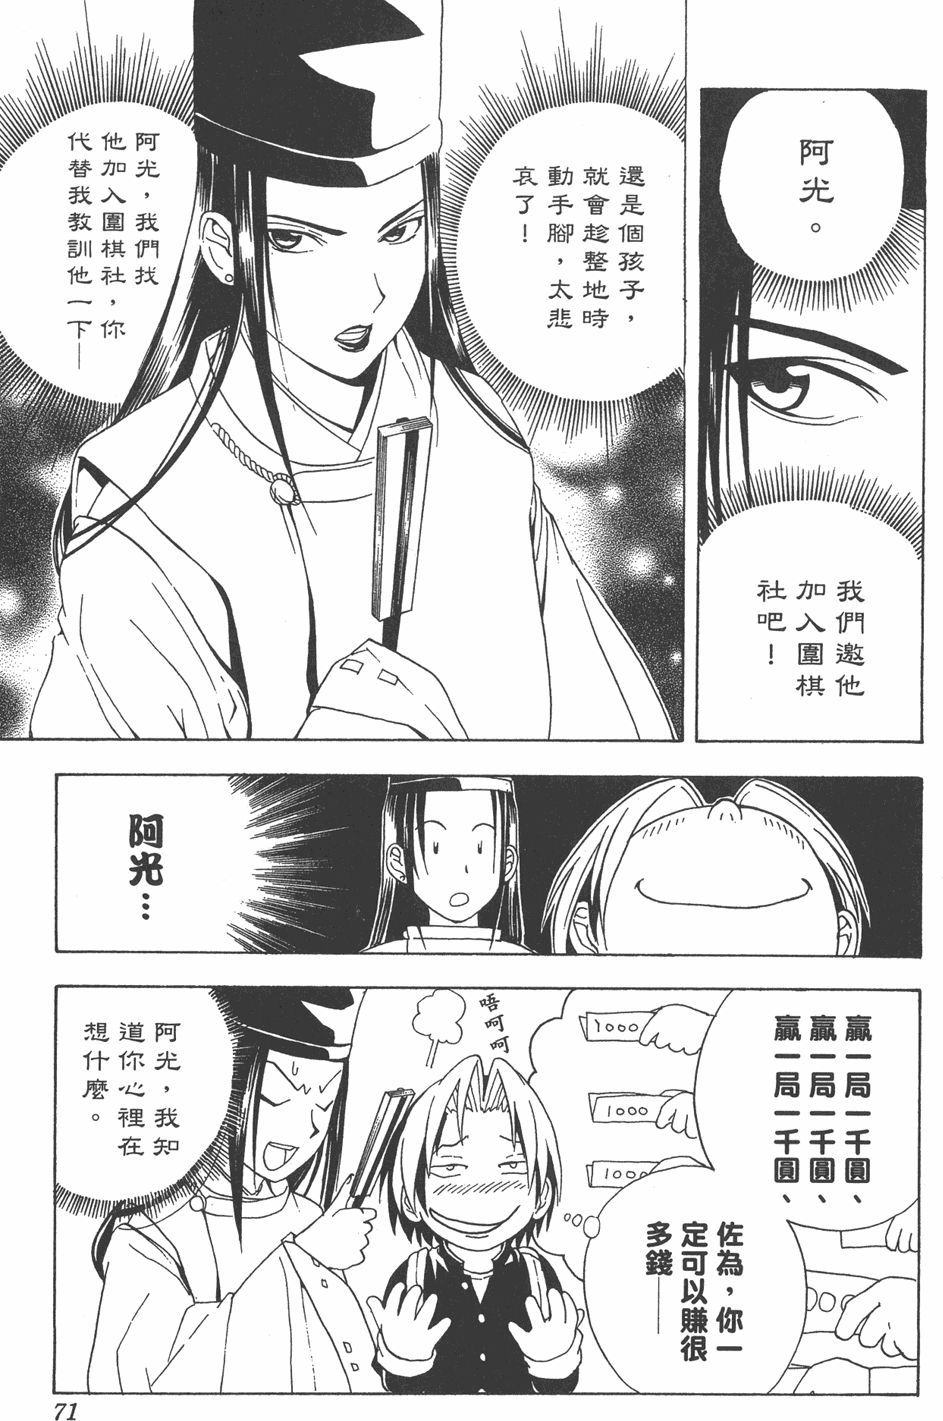 阿光。
我們邀他
加入圍棋
社吧！
還是個孩子，
就會趁整地時
動手腳，太悲
哀了！
阿光，我們找
他加入圍棋社，你
代替我教訓他一下——
阿光…
贏一局一千圓、
贏一局一千圓、
贏一局一千圓、
1000
1000
1000
佐為，你一
定可以賺很
多錢——
唔呵呵
阿光，我知
道你心裡在
想什麼。
71